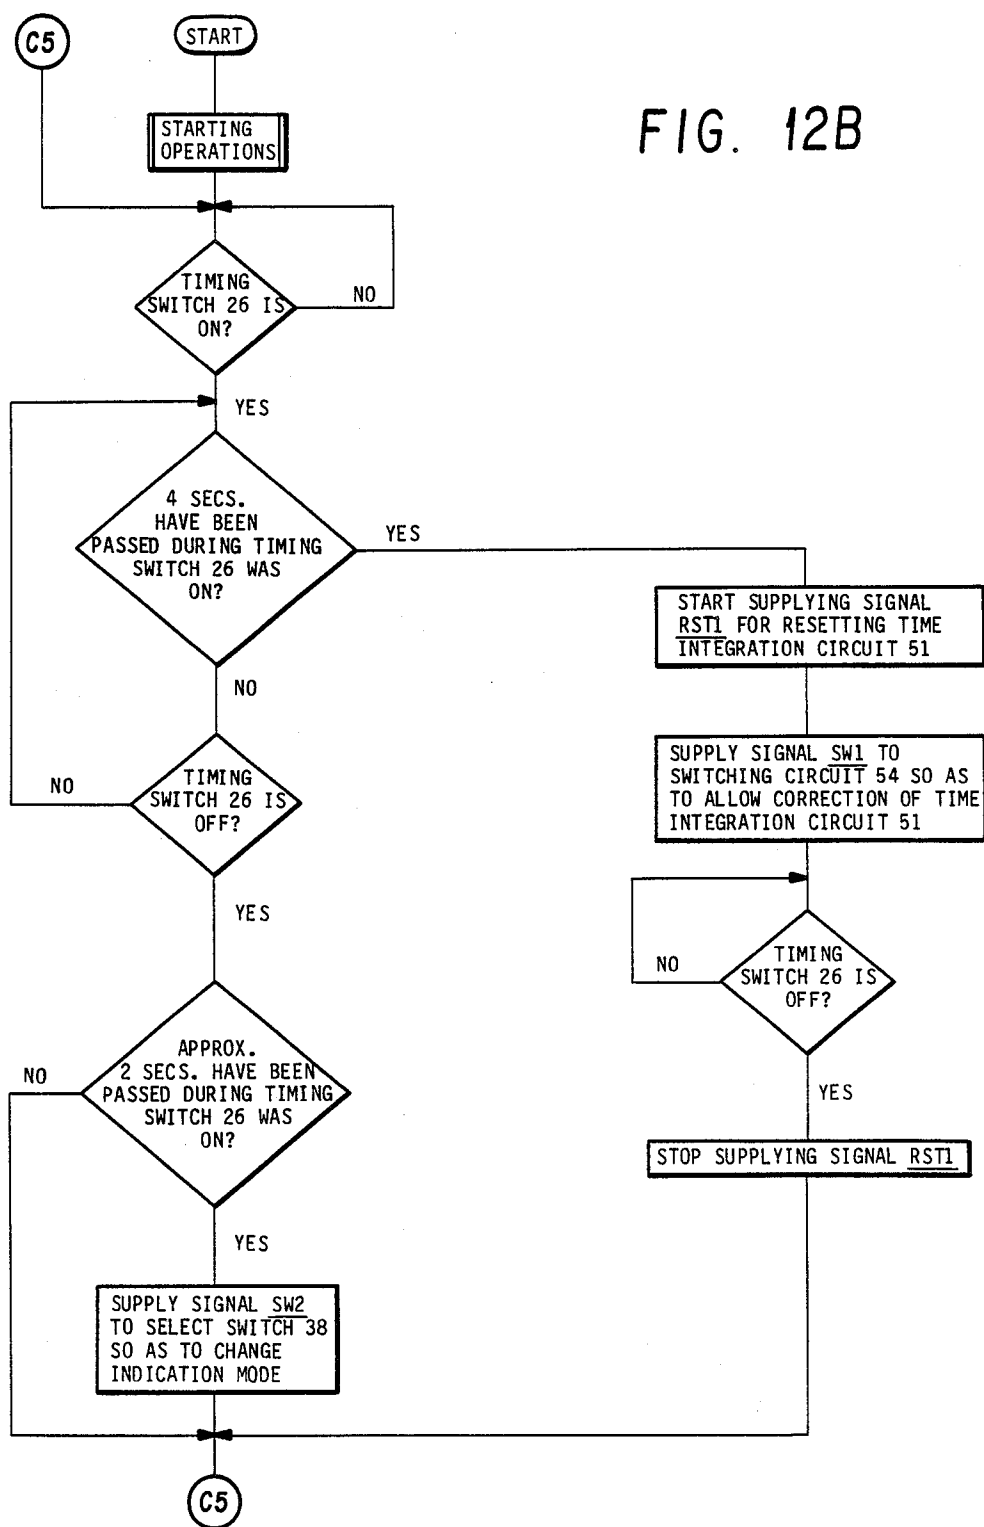 C5
START
FIG. 12B
STARTING
OPERATIONS
TIMING
SWITCH 26 IS
ON?
NO
YES
4 SECS.
HAVE BEEN
PASSED DURING TIMING
SWITCH 26 WAS
ON?
YES
NO
START SUPPLYING SIGNAL
RST1 FOR RESETTING TIME
INTEGRATION CIRCUIT 51
SUPPLY SIGNAL SW1 TO
SWITCHING CIRCUIT 54 SO AS
TO ALLOW CORRECTION OF TIME
INTEGRATION CIRCUIT 51
TIMING
SWITCH 26 IS
OFF?
NO
YES
TIMING
SWITCH 26 IS
OFF?
NO
YES
APPROX.
2 SECS. HAVE BEEN
PASSED DURING TIMING
SWITCH 26 WAS
ON?
NO
YES
STOP SUPPLYING SIGNAL RST1
SUPPLY SIGNAL SW2
TO SELECT SWITCH 38
SO AS TO CHANGE
INDICATION MODE
C5